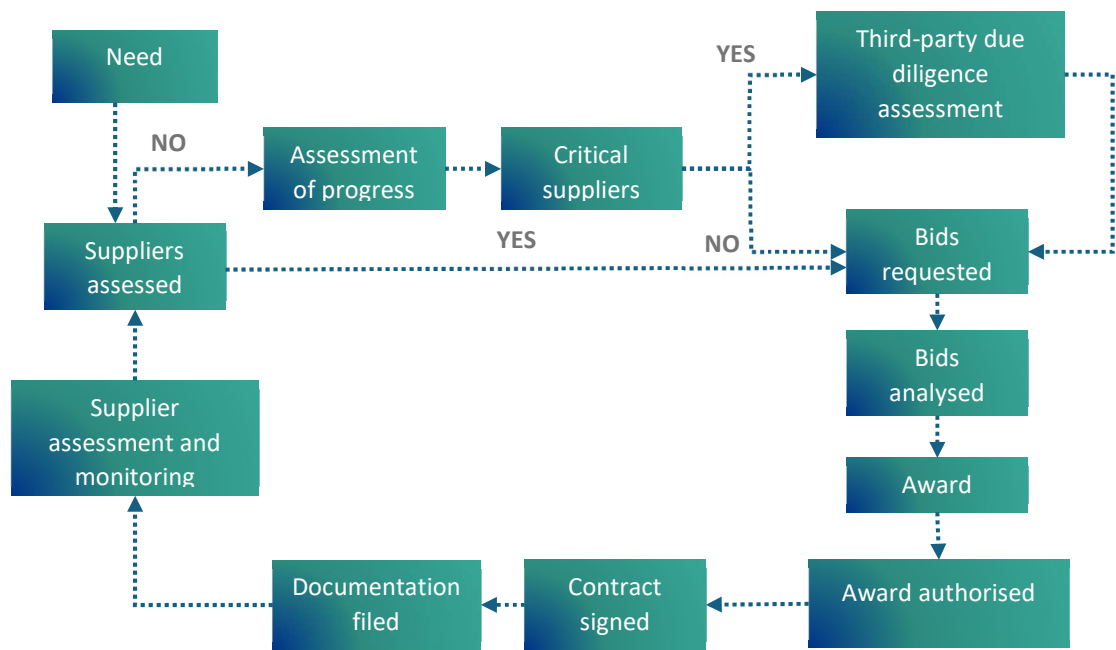 Need
YES
Third-party due
diligence
assessment
NO
Assessment
of progress
Critical
suppliers
Suppliers
assessed
YES
NO
Bids
requested
Bids
analysed
Supplier
assessment and
monitoring
Award
Documentation
filed
Contract
signed
Award authorised